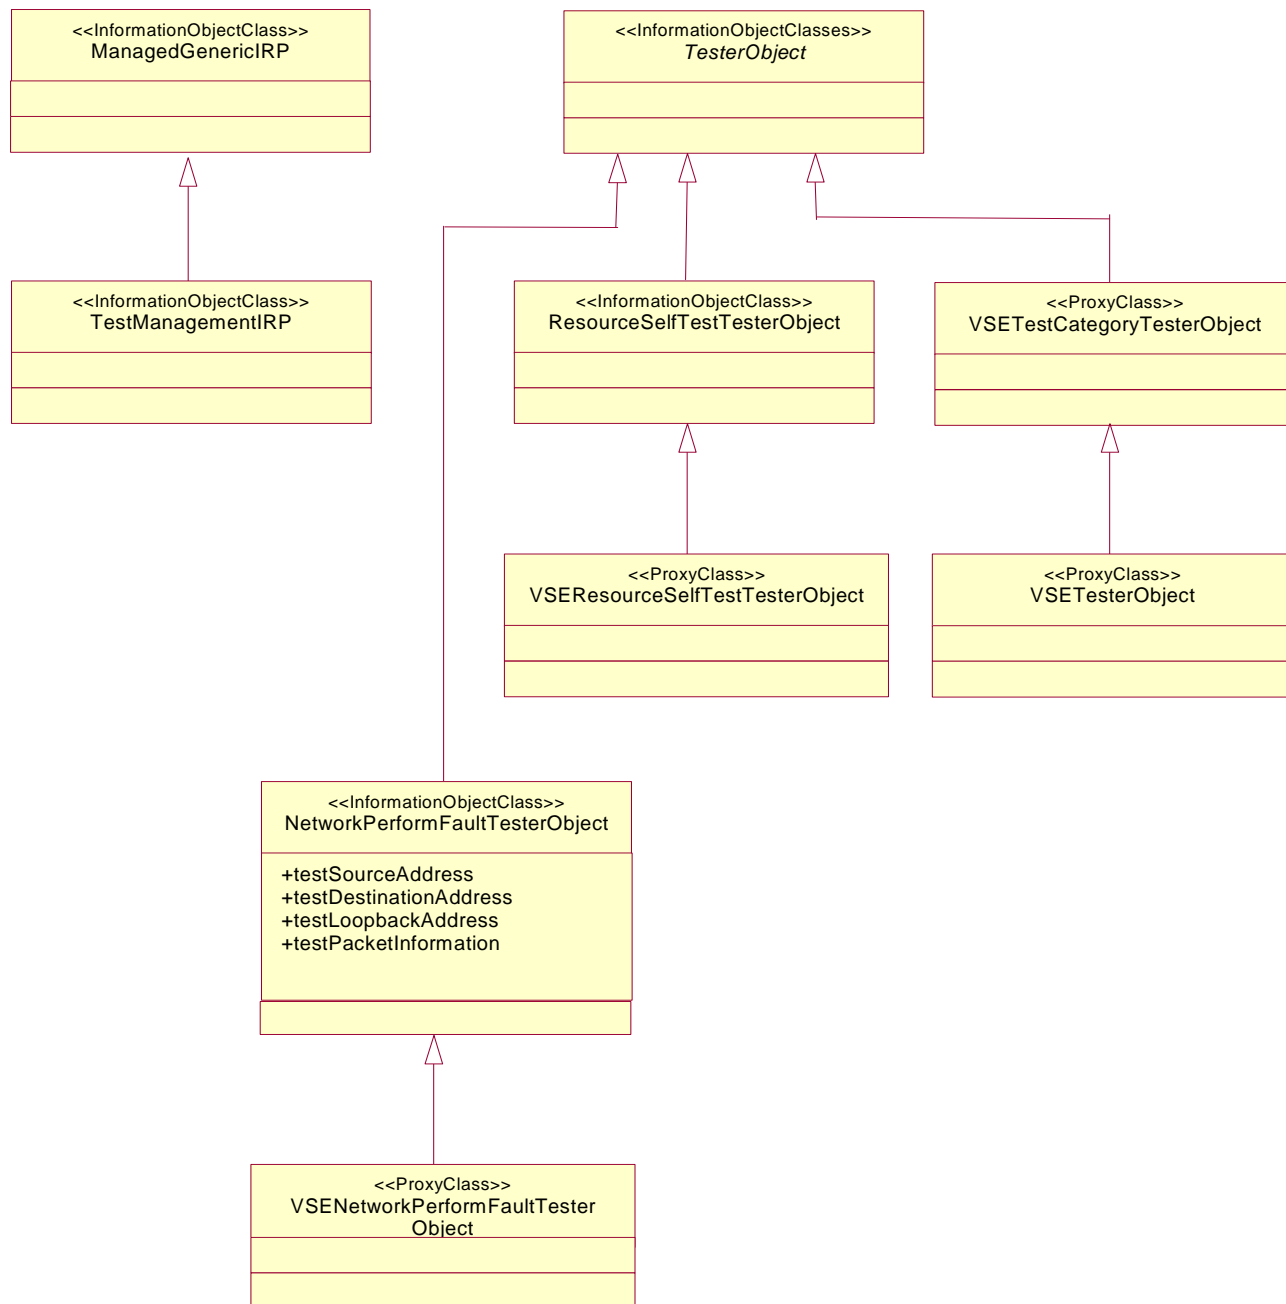 <<InformationObjectClass>>
ManagedGenericIRP
<<InformationObjectClasses>>
TesterObject
<<InformationObjectClass>>
TestManagementIRP
<<InformationObjectClass>>
ResourceSelfTestTesterObject
<<ProxyClass>>
VSETestCategoryTesterObject
<<ProxyClass>>
VSEResourceSelfTestTesterObject
<<ProxyClass>>
VSETesterObject
<<InformationObjectClass>>
NetworkPerformFaultTesterObject
+testSourceAddress
+testDestinationAddress
+testLoopbackAddress
+testPacketInformation
<<ProxyClass>>
VSENetworkPerformFaultTester
Object